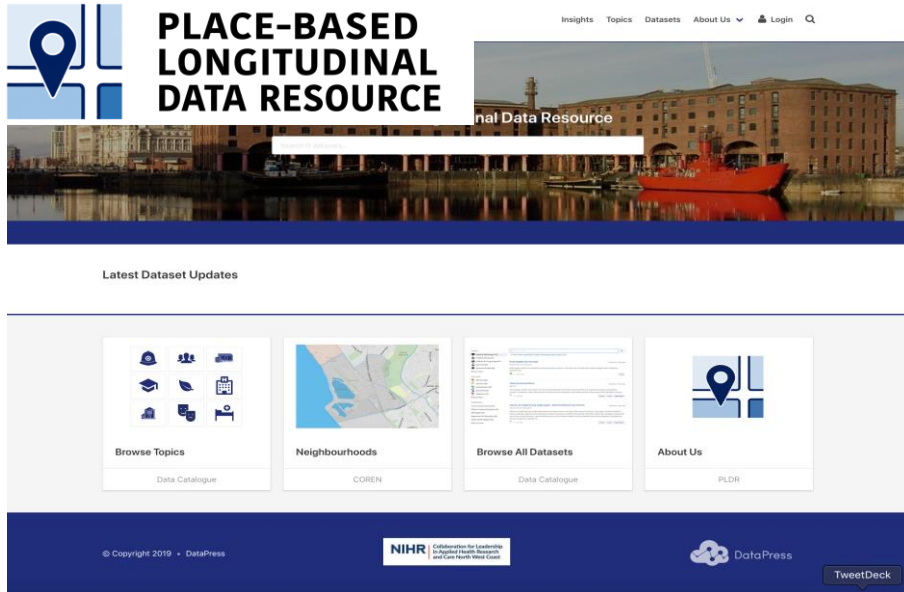 PLACE-BASED
LONGITUDINAL
DATA RESOURCE
Insights Topics Datasets About Us Login
nal Data Resource
Latest Dataset Updates
Browse Topics
Data Catalogue
Neighbourhoods
COREN
Browse All Datasets
Data Catalogue
About Us
PLDR
© Copyright 2019 • DataPress
NIHR
Collaboration for Leadership
in Applied Health Research
and Care North West Coast
DataPress
TweetDeck